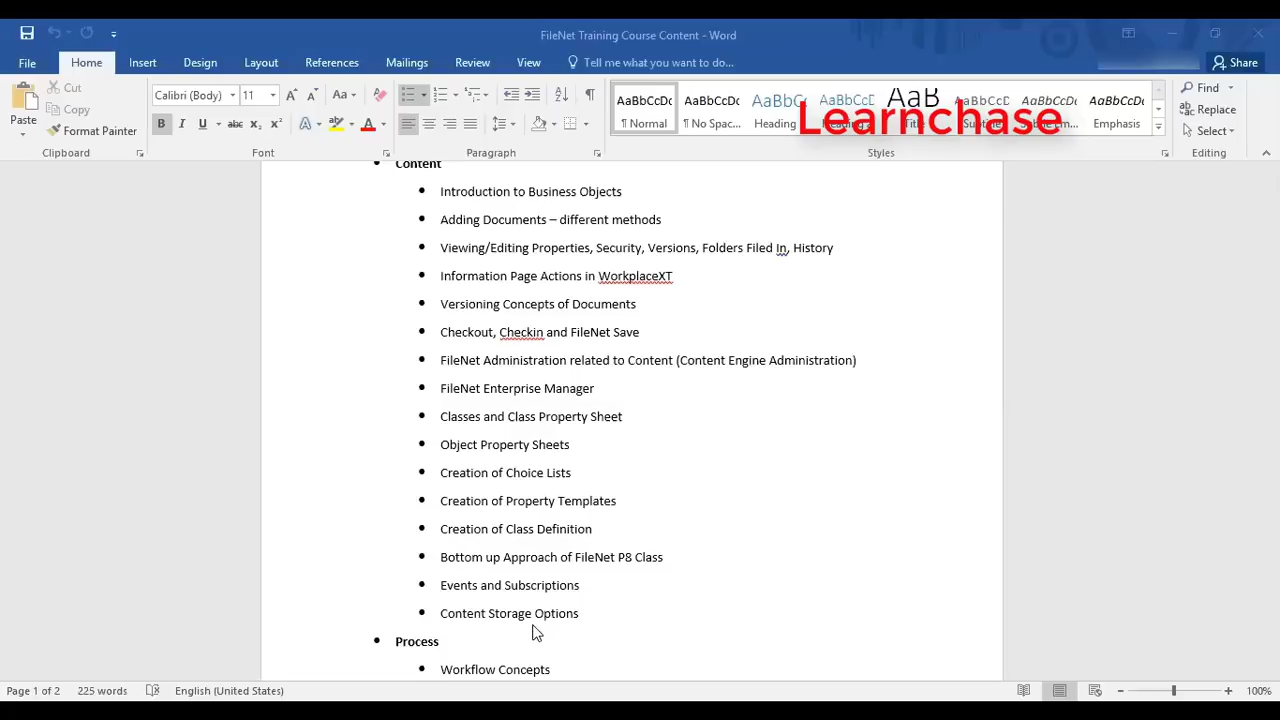 FileNet Training Course Content - Word
File Home Insert Design Layout References Mailings Review View Tell me what you want to do... Share
Paste
Cut
Copy
Format Painter
Clipboard
Calibri (Body) 11
Font
Paragraph
AaBbCcDc AaBbCcDc AaBbC AaB
¶ Normal ¶ No Spac... Heading Title Emphasis
Styles
Find
Replace
Select
Editing
Learnchase
Content
Introduction to Business Objects
Adding Documents – different methods
Viewing/Editing Properties, Security, Versions, Folders Filed In, History
Information Page Actions in WorkplaceXT
Versioning Concepts of Documents
Checkout, Checkin and FileNet Save
FileNet Administration related to Content (Content Engine Administration)
FileNet Enterprise Manager
Classes and Class Property Sheet
Object Property Sheets
Creation of Choice Lists
Creation of Property Templates
Creation of Class Definition
Bottom up Approach of FileNet P8 Class
Events and Subscriptions
Content Storage Options
Process
Workflow Concepts
Page 1 of 2 225 words English (United States) 100%